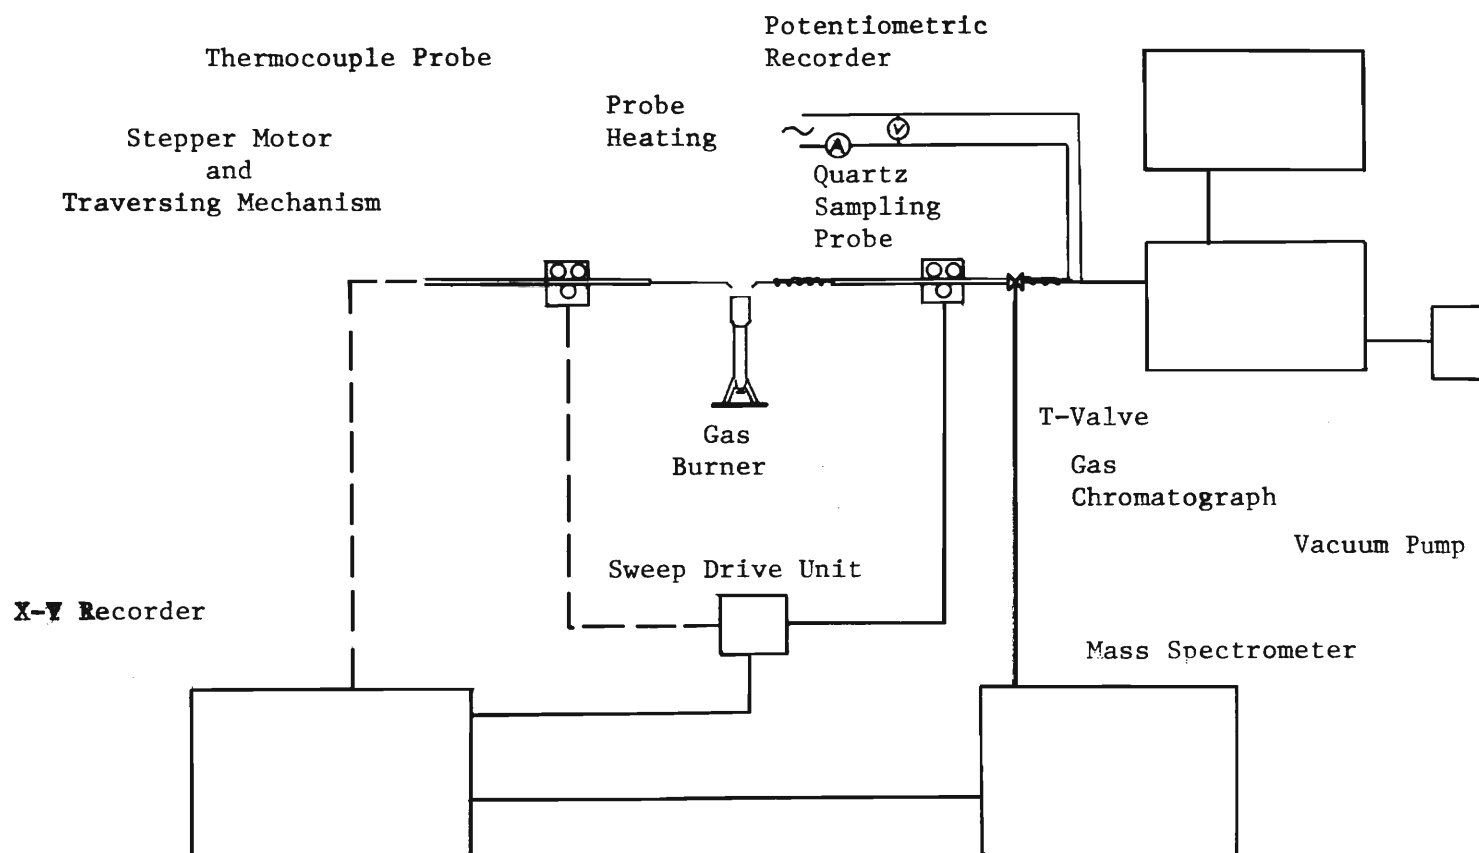 Potentiometric
Recorder
Thermocouple Probe
Probe
Heating
Stepper Motor
and
Traversing Mechanism
V
A
Quartz
Sampling
Probe
T-Valve
Gas
Burner
Gas
Chromatograph
Vacuum Pump
Sweep Drive Unit
X-Y Recorder
Mass Spectrometer